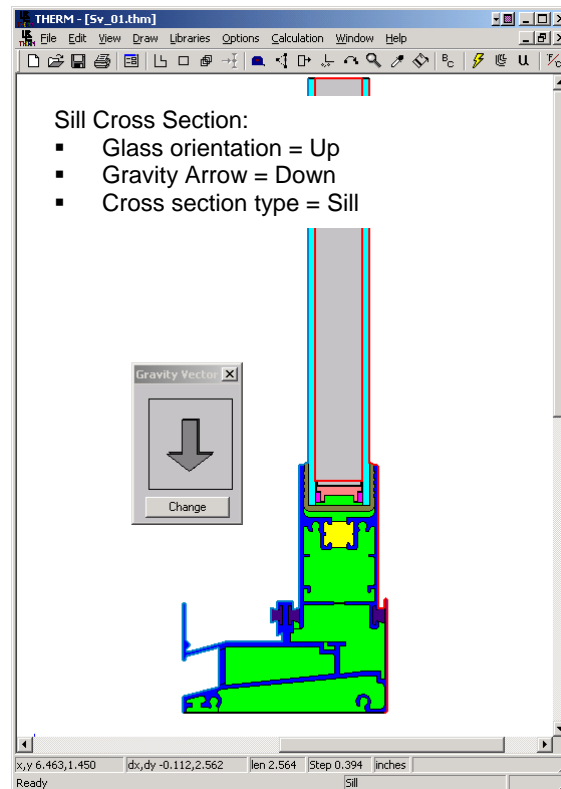 THERM - [Sv_01.thm]
File Edit View Draw Libraries Options Calculation Window Help
Sill Cross Section:
▪ Glass orientation = Up
▪ Gravity Arrow = Down
▪ Cross section type = Sill
Gravity Vector
Change
x,y 6.463,1.450 dx,dy -0.112,2.562 len 2.564 Step 0.394 inches
Ready Sill